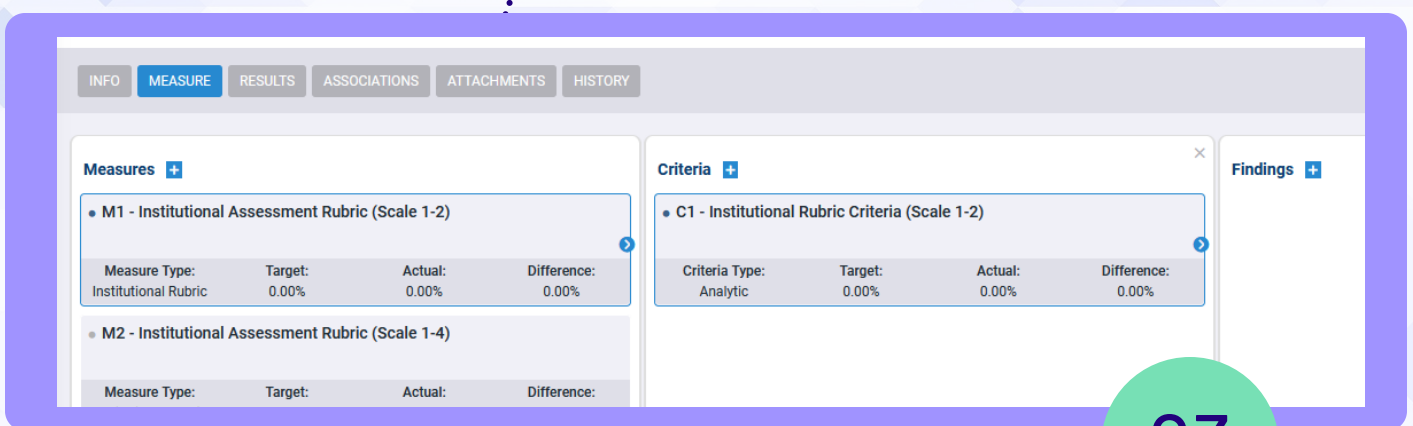 INFO MEASURE RESULTS ASSOCIATIONS ATTACHMENTS HISTORY
Measures +
M1 - Institutional Assessment Rubric (Scale 1-2)
Measure Type: Target: Actual: Difference:
Institutional Rubric 0.00% 0.00% 0.00%
M2 - Institutional Assessment Rubric (Scale 1-4)
Measure Type: Target: Actual: Difference:
Criteria +
C1 - Institutional Rubric Criteria (Scale 1-2)
Criteria Type: Target: Actual: Difference:
Analytic 0.00% 0.00% 0.00%
Findings +